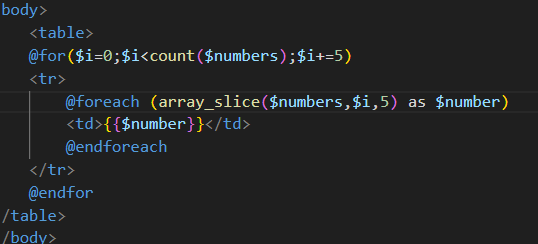 body>
<table>
@for($i=0;$i<count($numbers);$i+=5)
<tr>
@foreach (array_slice($numbers,$i,5) as $number)
<td>{{$number}}</td>
@endforeach
</tr>
@endfor
/table>
/body>